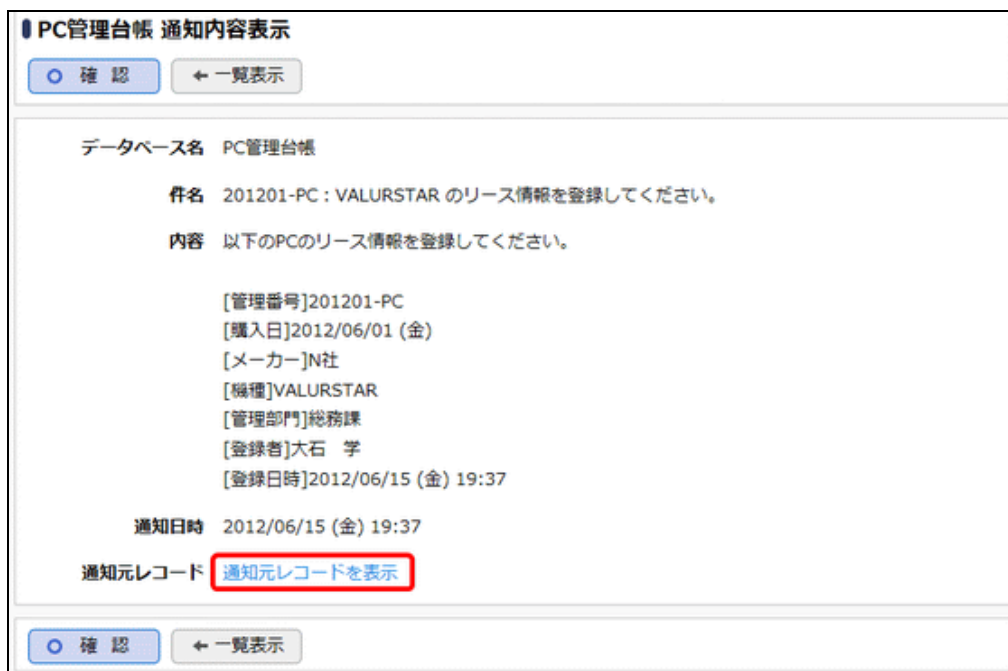 PC管理台帳 通知内容表示
確 認 一覧表示
データベース名 PC管理台帳
件名 201201-PC : VALURSTAR のリース情報を登録してください。
内容 以下のPCのリース情報を登録してください。
[管理番号]201201-PC
[購入日]2012/06/01 (金)
[メーカー]N社
[機種]VALURSTAR
[管理部門]総務課
[登録者]大石　学
[登録日時]2012/06/15 (金) 19:37
通知日時 2012/06/15 (金) 19:37
通知元レコード 通知元レコードを表示
確 認 一覧表示